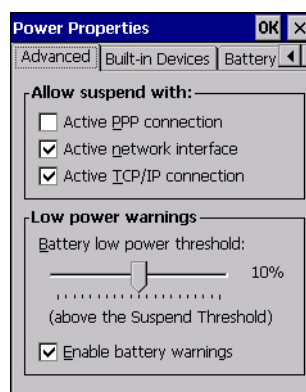 Power Properties OK ×
Advanced Built-in Devices Battery
Allow suspend with:
Active PPP connection
Active network interface
Active TCP/IP connection
Low power warnings
Battery low power threshold:
10%
(above the Suspend Threshold)
Enable battery warnings